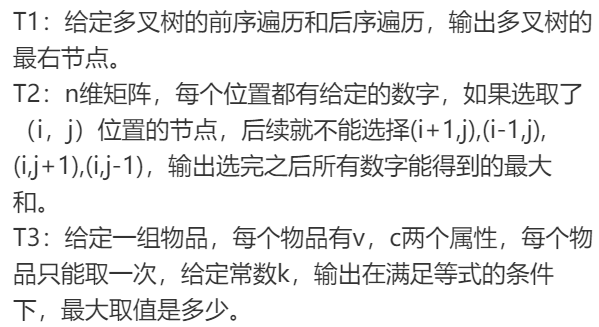 T1：给定多叉树的前序遍历和后序遍历，输出多叉树的
最右节点。
T2：n维矩阵，每个位置都有给定的数字，如果选取了
（i，j）位置的节点，后续就不能选择(i+1,j),(i-1,j),
(i,j+1),(i,j-1)，输出选完之后所有数字能得到的最大
和。
T3：给定一组物品，每个物品有v，c两个属性，每个物
品只能取一次，给定常数k，输出在满足等式的条件
下，最大取值是多少。